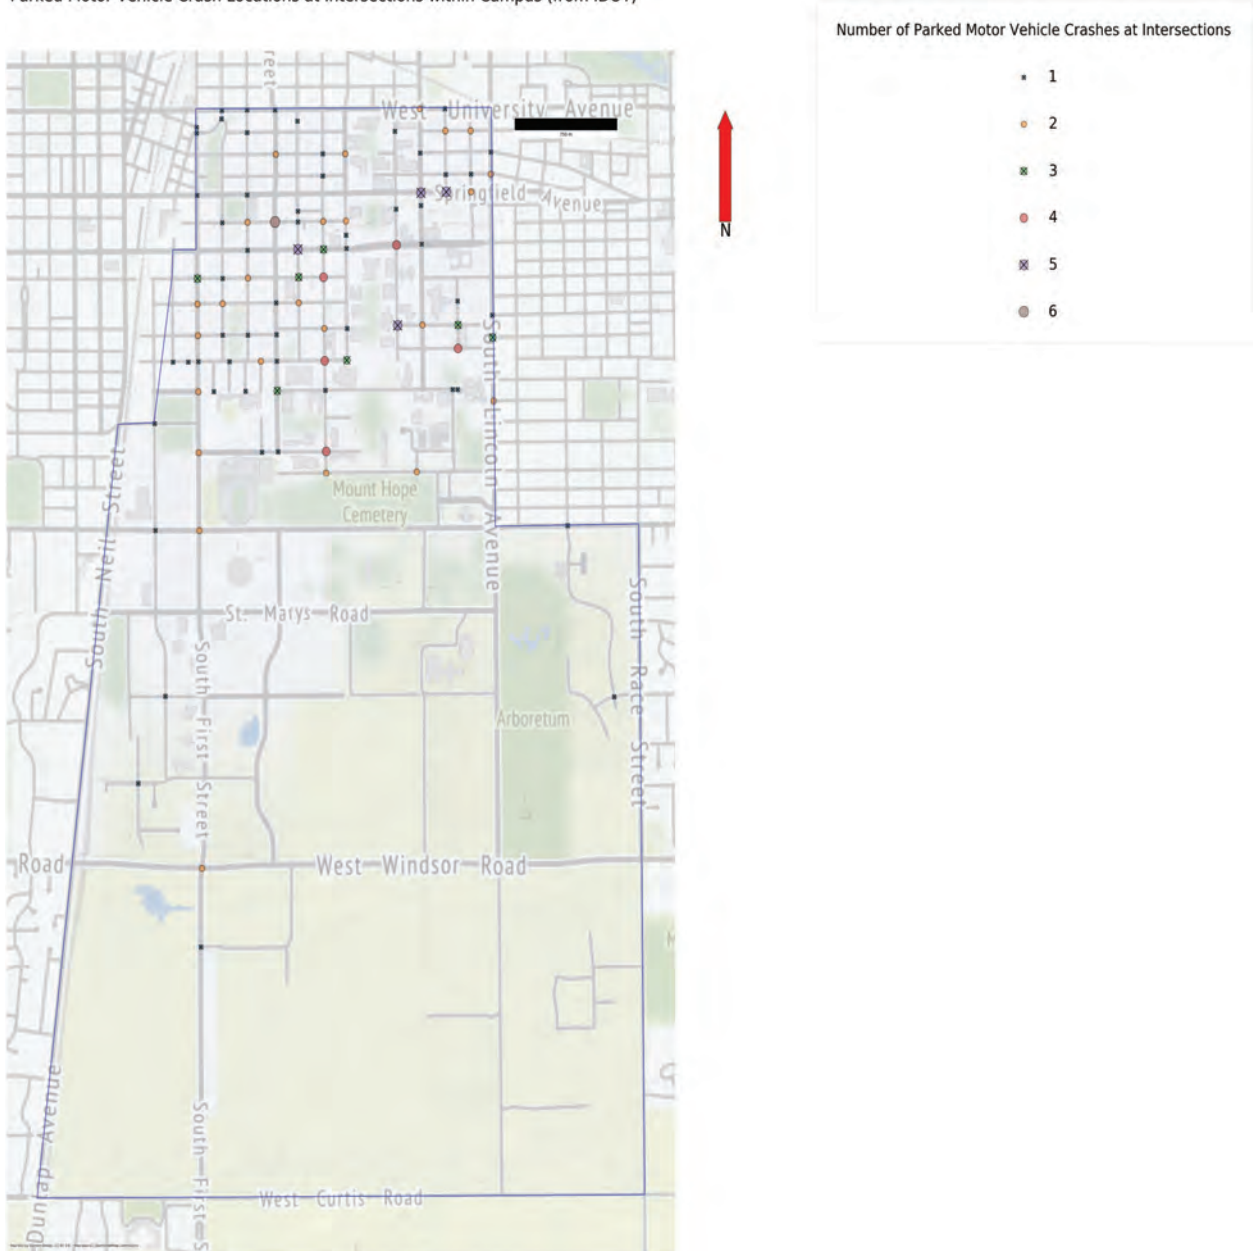 Parked Motor Vehicle Crash Locations at Intersections within Campus (from IDOT)
Number of Parked Motor Vehicle Crashes at Intersections
1
2
3
4
5
6
N
reet
West University Avenue
Springfield Avenue
South Lincoln Avenue
Mount Hope
Cemetery
South Neil Street
St. Marys Road
South First Street
South Race Street
Arboretum
Road
West Windsor Road
M
Dunlap Avenue
South First S
West Curtis Road